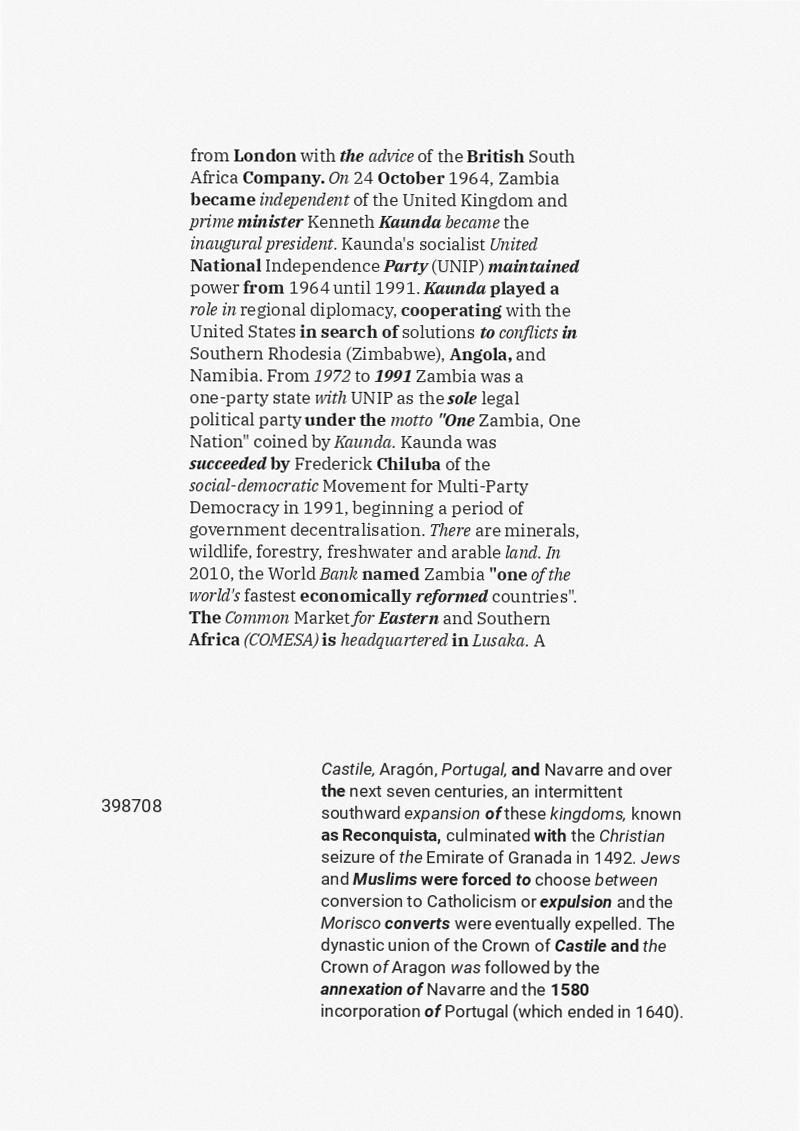 from London with the advice of the British South
Africa Company. On 24 October 1964, Zambia
became independent of the United Kingdom and
prime minister Kenneth Kaunda became the
inaugural president. Kaunda's socialist United
National Independence Party (UNIP) maintained
power from 1964 until 1991. Kaunda played a
role in regional diplomacy, cooperating with the
United States in search of solutions to conflicts in
Southern Rhodesia (Zimbabwe), Angola, and
Namibia. From 1972 to 1991 Zambia was a
one-party state with UNIP as the sole legal
political party under the motto "One Zambia, One
Nation" coined by Kaunda. Kaunda was
succeeded by Frederick Chiluba of the
social-democratic Movement for Multi-Party
Democracy in 1991, beginning a period of
government decentralisation. There are minerals,
wildlife, forestry, freshwater and arable land. In
2010, the World Bank named Zambia "one of the
world's fastest economically reformed countries".
The Common Market for Eastern and Southern
Africa (COMESA) is headquartered in Lusaka. A
398708
Castile, Aragón, Portugal, and Navarre and over
the next seven centuries, an intermittent
southward expansion of these kingdoms, known
as Reconquista, culminated with the Christian
seizure of the Emirate of Granada in 1492. Jews
and Muslims were forced to choose between
conversion to Catholicism or expulsion and the
Morisco converts were eventually expelled. The
dynastic union of the Crown of Castile and the
Crown of Aragon was followed by the
annexation of Navarre and the 1580
incorporation of Portugal (which ended in 1640).